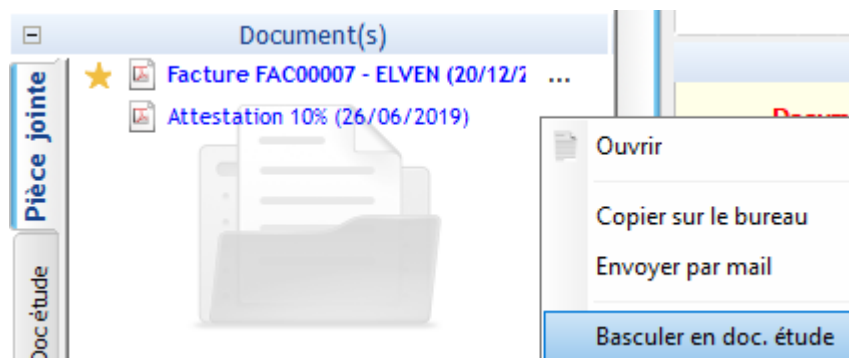 Document(s)
Pièce jointe
Doc étude
Facture FAC00007 - ELVEN (20/12/2
...
Attestation 10% (26/06/2019)
Ouvrir
Copier sur le bureau
Envoyer par mail
Basculer en doc. étude